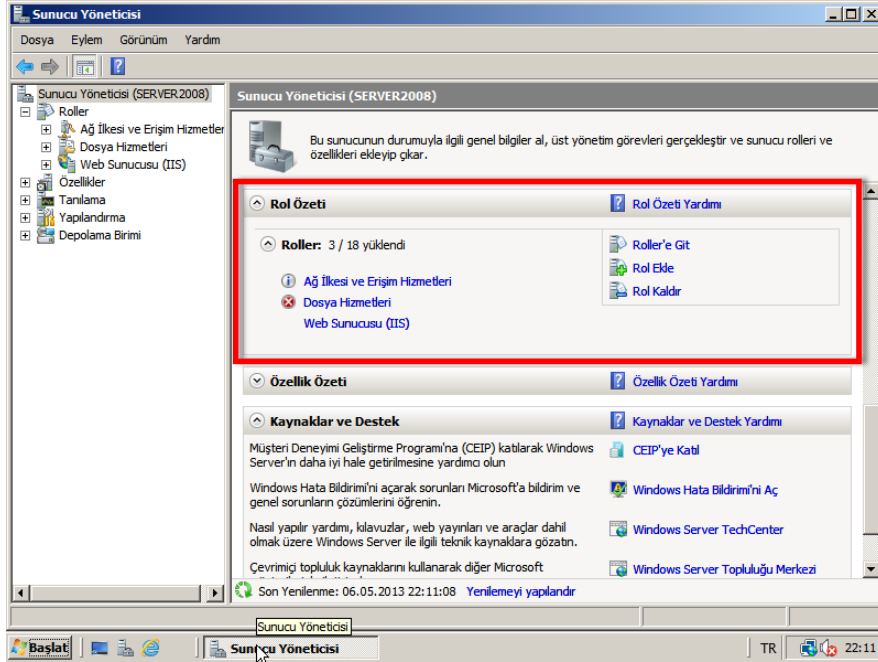 Sunucu Yöneticisi
Dosya Eylem Görünüm Yardım
Sunucu Yöneticisi (SERVER2008)
Roller
Ağ İlkesi ve Erişim Hizmetler
Dosya Hizmetleri
Web Sunucusu (IIS)
Özellikler
Tanılama
Yapılandırma
Depolama Birimi
Sunucu Yöneticisi (SERVER2008)
Bu sunucunun durumuyla ilgili genel bilgiler al, üst yönetim görevleri gerçekleştir ve sunucu rolleri ve
özellikleri ekleyip çıkar.
Rol Özeti
Rol Özeti Yardımı
Roller: 3 / 18 yüklendi
Ağ İlkesi ve Erişim Hizmetleri
Dosya Hizmetleri
Web Sunucusu (IIS)
Roller'e Git
Rol Ekle
Rol Kaldır
Özellik Özeti
Özellik Özeti Yardımı
Kaynaklar ve Destek
Kaynaklar ve Destek Yardımı
Müşteri Deneyimi Geliştirme Programı'na (CEIP) katılarak Windows
Server'ın daha iyi hale getirilmesine yardımcı olun
CEIP'ye Katıl
Windows Hata Bildirimi'ni açarak sorunları Microsoft'a bildirim ve
genel sorunların çözümlerini öğrenin.
Windows Hata Bildirimi'ni Aç
Nasıl yapılır yardımı, kılavuzlar, web yayınları ve araçlar dahil
olmak üzere Windows Server ile ilgili teknik kaynaklara gözatın.
Windows Server TechCenter
Çevrimiçi topluluk kaynaklarını kullanarak diğer Microsoft
Windows Server Topluluğu Merkezi
Son Yenilenme: 06.05.2013 22:11:08 Yenilemeyi yapılandır
Sunucu Yöneticisi
Başlat
Sunucu Yöneticisi
TR
22:11